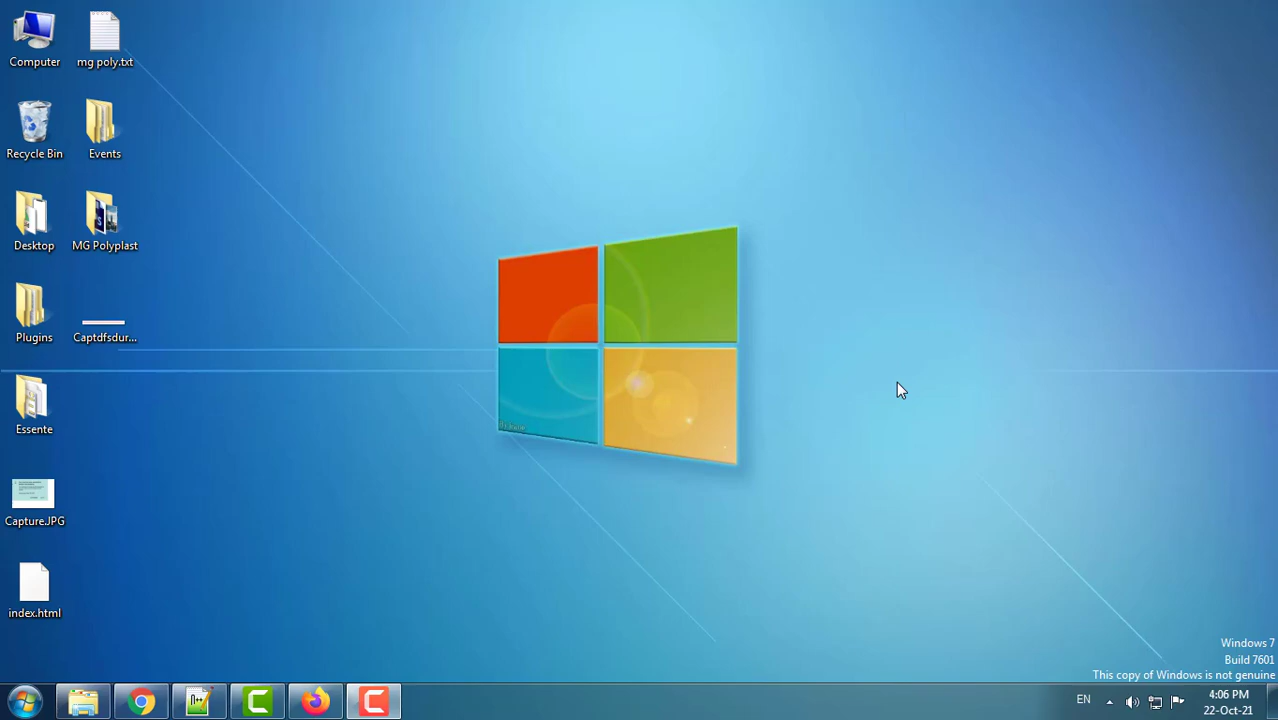 Computer
mg poly.txt
Recycle Bin
Events
Desktop
MG Polyplast
Plugins
Captdfsdur...
Essente
Capture.JPG
index.html
Windows 7
Build 7601
This copy of Windows is not genuine
EN
4:06 PM
22-Oct-21